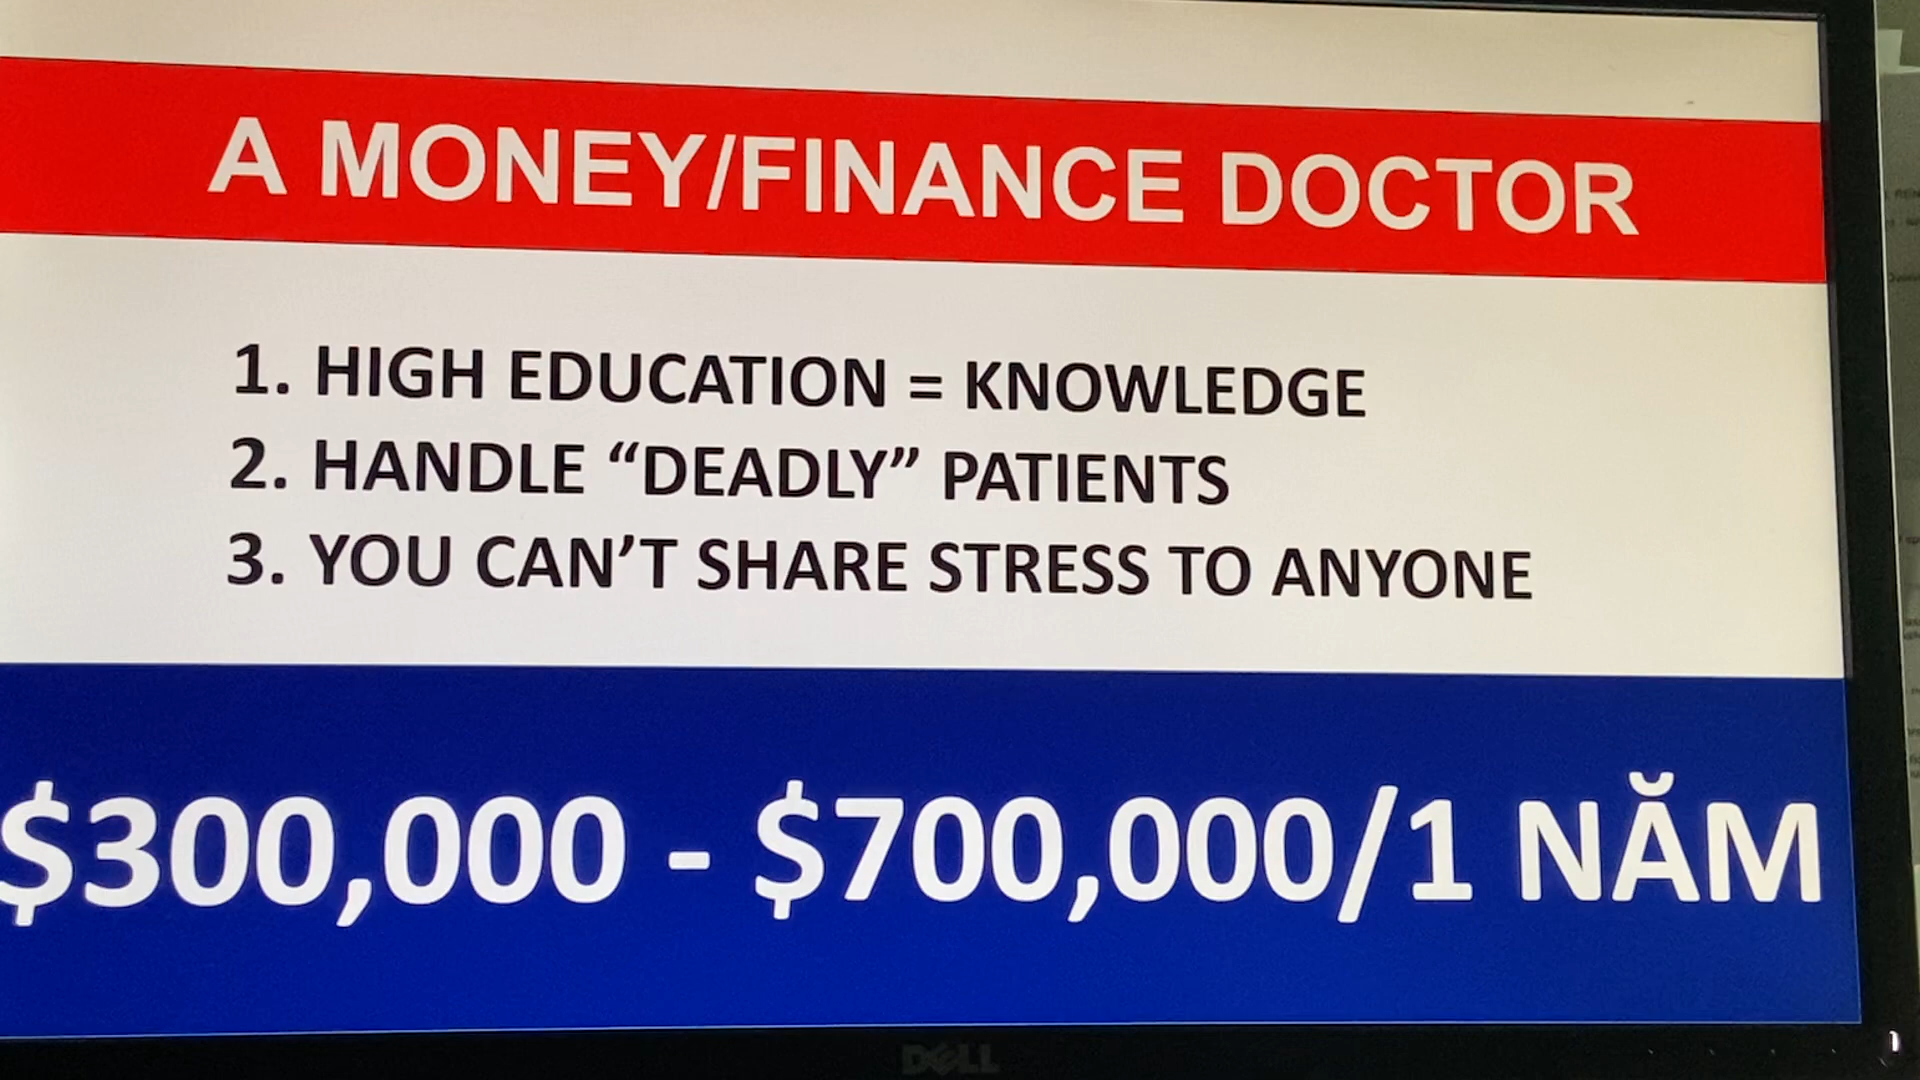 A MONEY/FINANCE DOCTOR
1. HIGH EDUCATION = KNOWLEDGE
2. HANDLE “DEADLY” PATIENTS
3. YOU CAN’T SHARE STRESS TO ANYONE
$300,000 - $700,000/1 NĂM
DELL